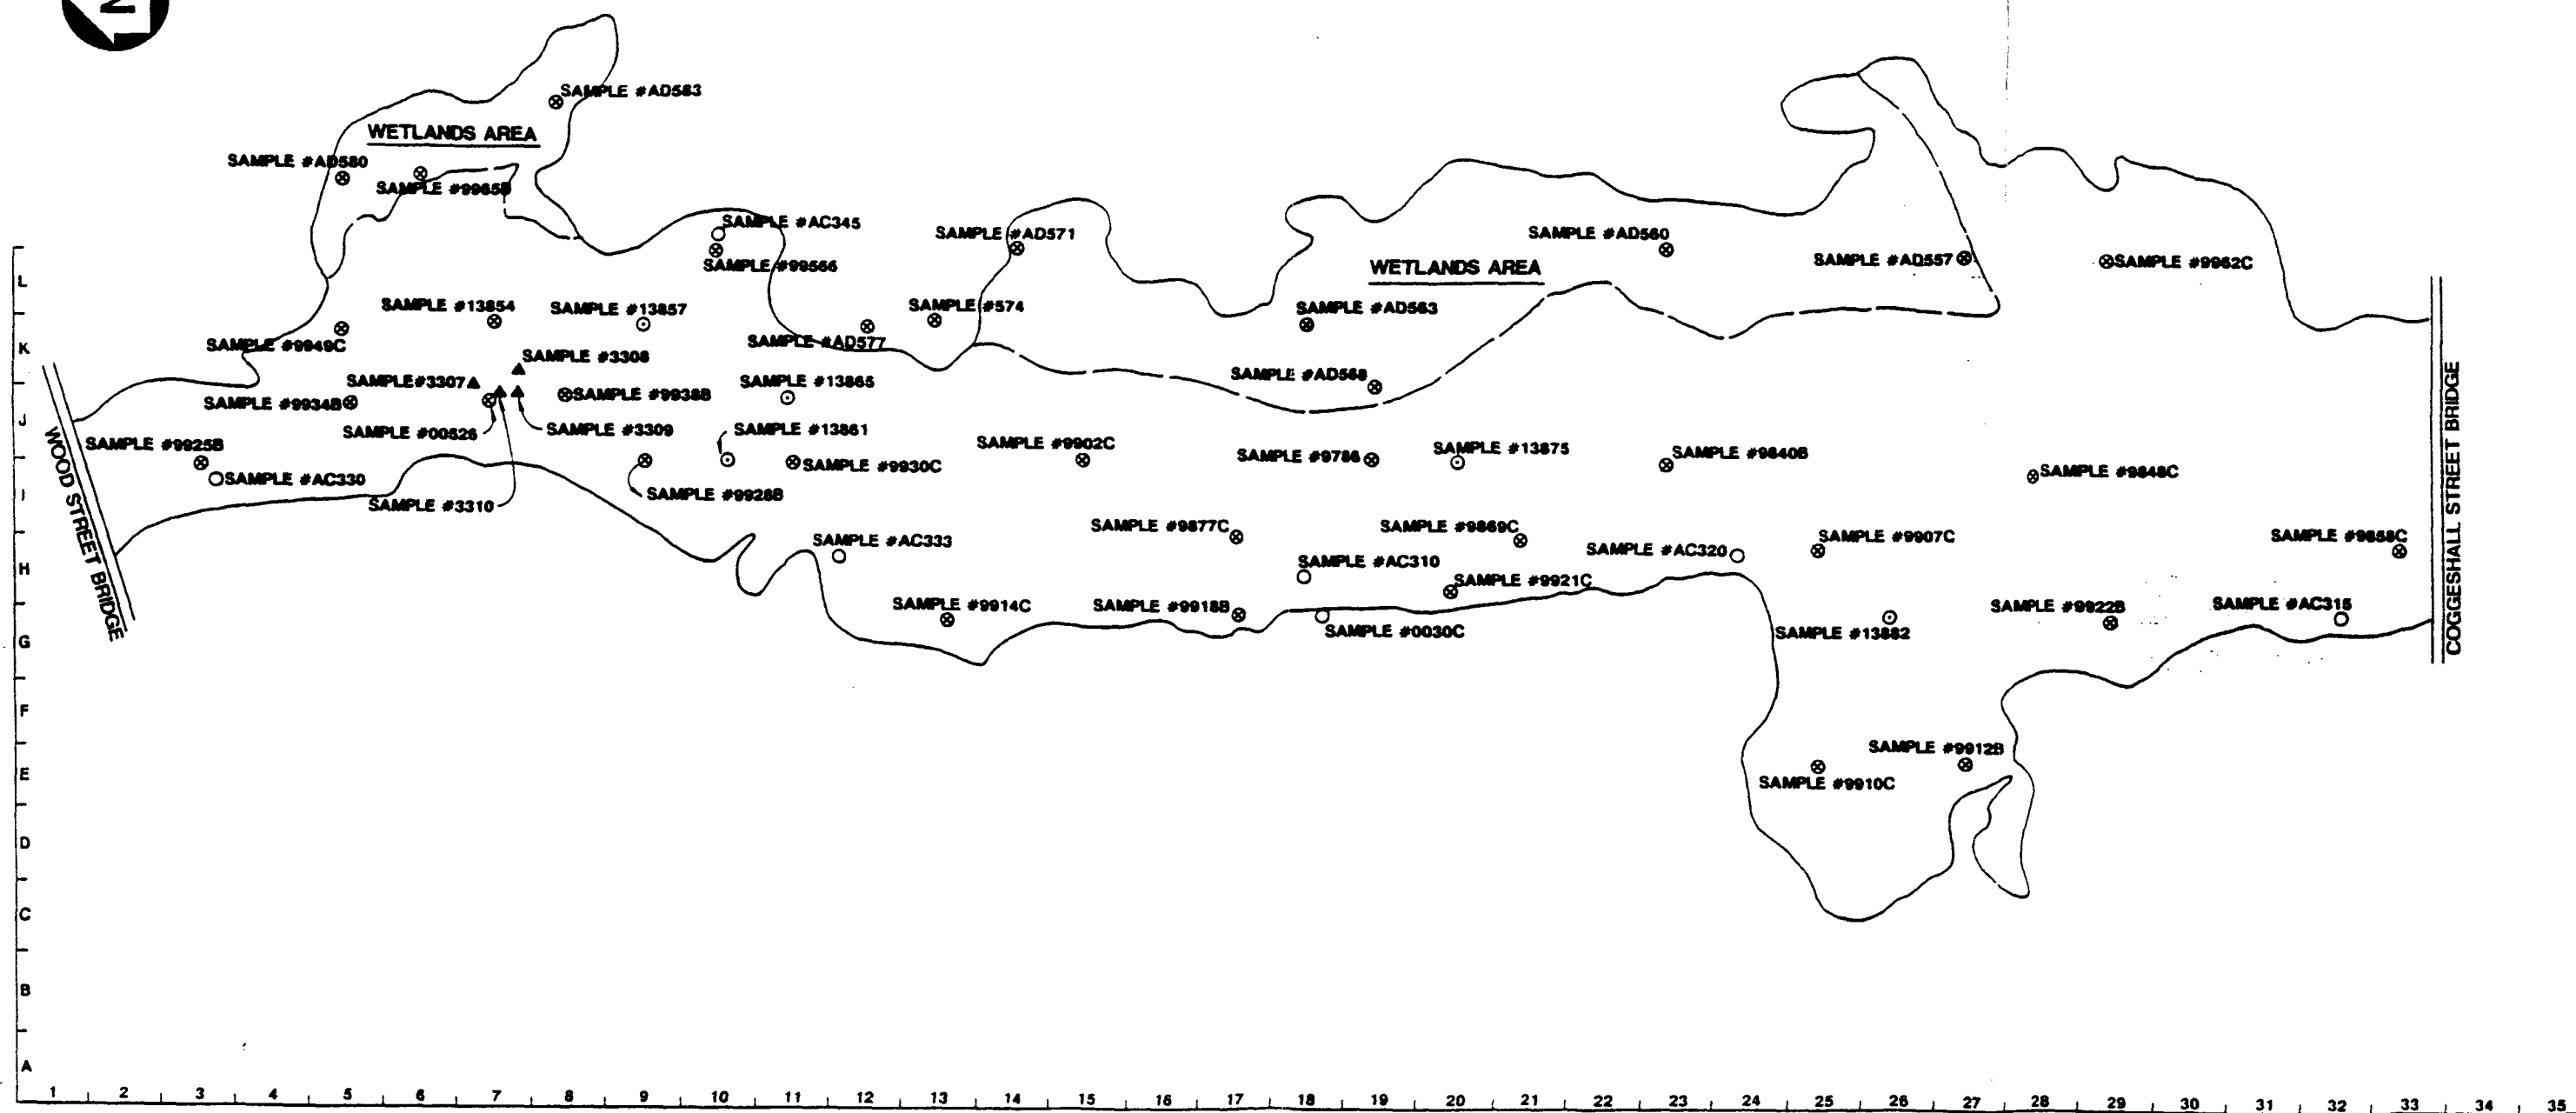 N
SAMPLE #AD583
WETLANDS AREA
SAMPLE #AD580
SAMPLE #9965B
SAMPLE #AC345
SAMPLE #AD571
SAMPLE #AD560
SAMPLE #AD557
SAMPLE #9962C
SAMPLE #99566
WETLANDS AREA
L
SAMPLE #13854
SAMPLE #13857
SAMPLE #574
SAMPLE #AD563
SAMPLE #9949C
SAMPLE #AD577
K
SAMPLE #3308
SAMPLE#3307
SAMPLE #13865
SAMPLE #AD568
SAMPLE #9938B
SAMPLE #9934B
J
SAMPLE #00526
SAMPLE #3309
SAMPLE #13861
SAMPLE #9925B
SAMPLE #9902C
SAMPLE #9786
SAMPLE #13875
SAMPLE #9840B
SAMPLE #9930C
SAMPLE #9848C
SAMPLE #AC330
SAMPLE #9928B
I
SAMPLE #3310
WOOD STREET BRIDGE
COGGESHALL STREET BRIDGE
SAMPLE #9877C
SAMPLE #9869C
SAMPLE #9907C
SAMPLE #9858C
SAMPLE #AC333
SAMPLE #AC320
SAMPLE #AC310
H
SAMPLE #9921C
SAMPLE #9914C
SAMPLE #9918B
SAMPLE #9922B
SAMPLE #AC315
SAMPLE #0030C
SAMPLE #13882
G
F
SAMPLE #9912B
E
SAMPLE #9910C
D
C
B
A
1 2 3 4 5 6 7 8 9 10 11 12 13 14 15 16 17 18 19 20 21 22 23 24 25 26 27 28 29 30 31 32 33 34 35